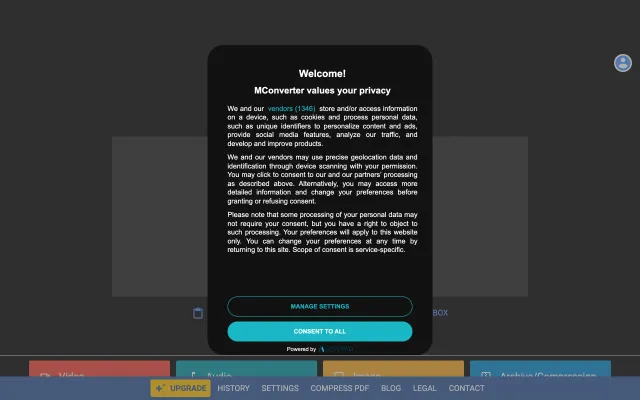 Welcome!
MConverter values your privacy
We and our vendors (1346) store and/or access information
on a device, such as cookies and process personal data,
such as unique identifiers to personalize content and ads,
provide social media features, analyze our traffic, and
develop and improve products.
We and our vendors may use precise geolocation data and
identification through device scanning with your permission.
You may click to consent to our and our partners' processing
as described above. Alternatively, you may access more
detailed information and change your preferences before
granting or refusing consent.
Please note that some processing of your personal data may
not require your consent, but you have a right to object to
such processing. Your preferences will apply to this website
only. You can change your preferences at any time by
returning to this site. Scope of consent is service-specific.
MANAGE SETTINGS
BOX
CONSENT TO ALL
Powered by
Video Audio Image Archive/Compression
UPGRADE HISTORY SETTINGS COMPRESS PDF BLOG LEGAL CONTACT